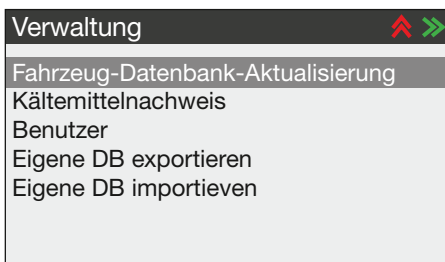 Verwaltung
Fahrzeug-Datenbank-Aktualisierung
Kältemittelnachweis
Benutzer
Eigene DB exportieren
Eigene DB importieven